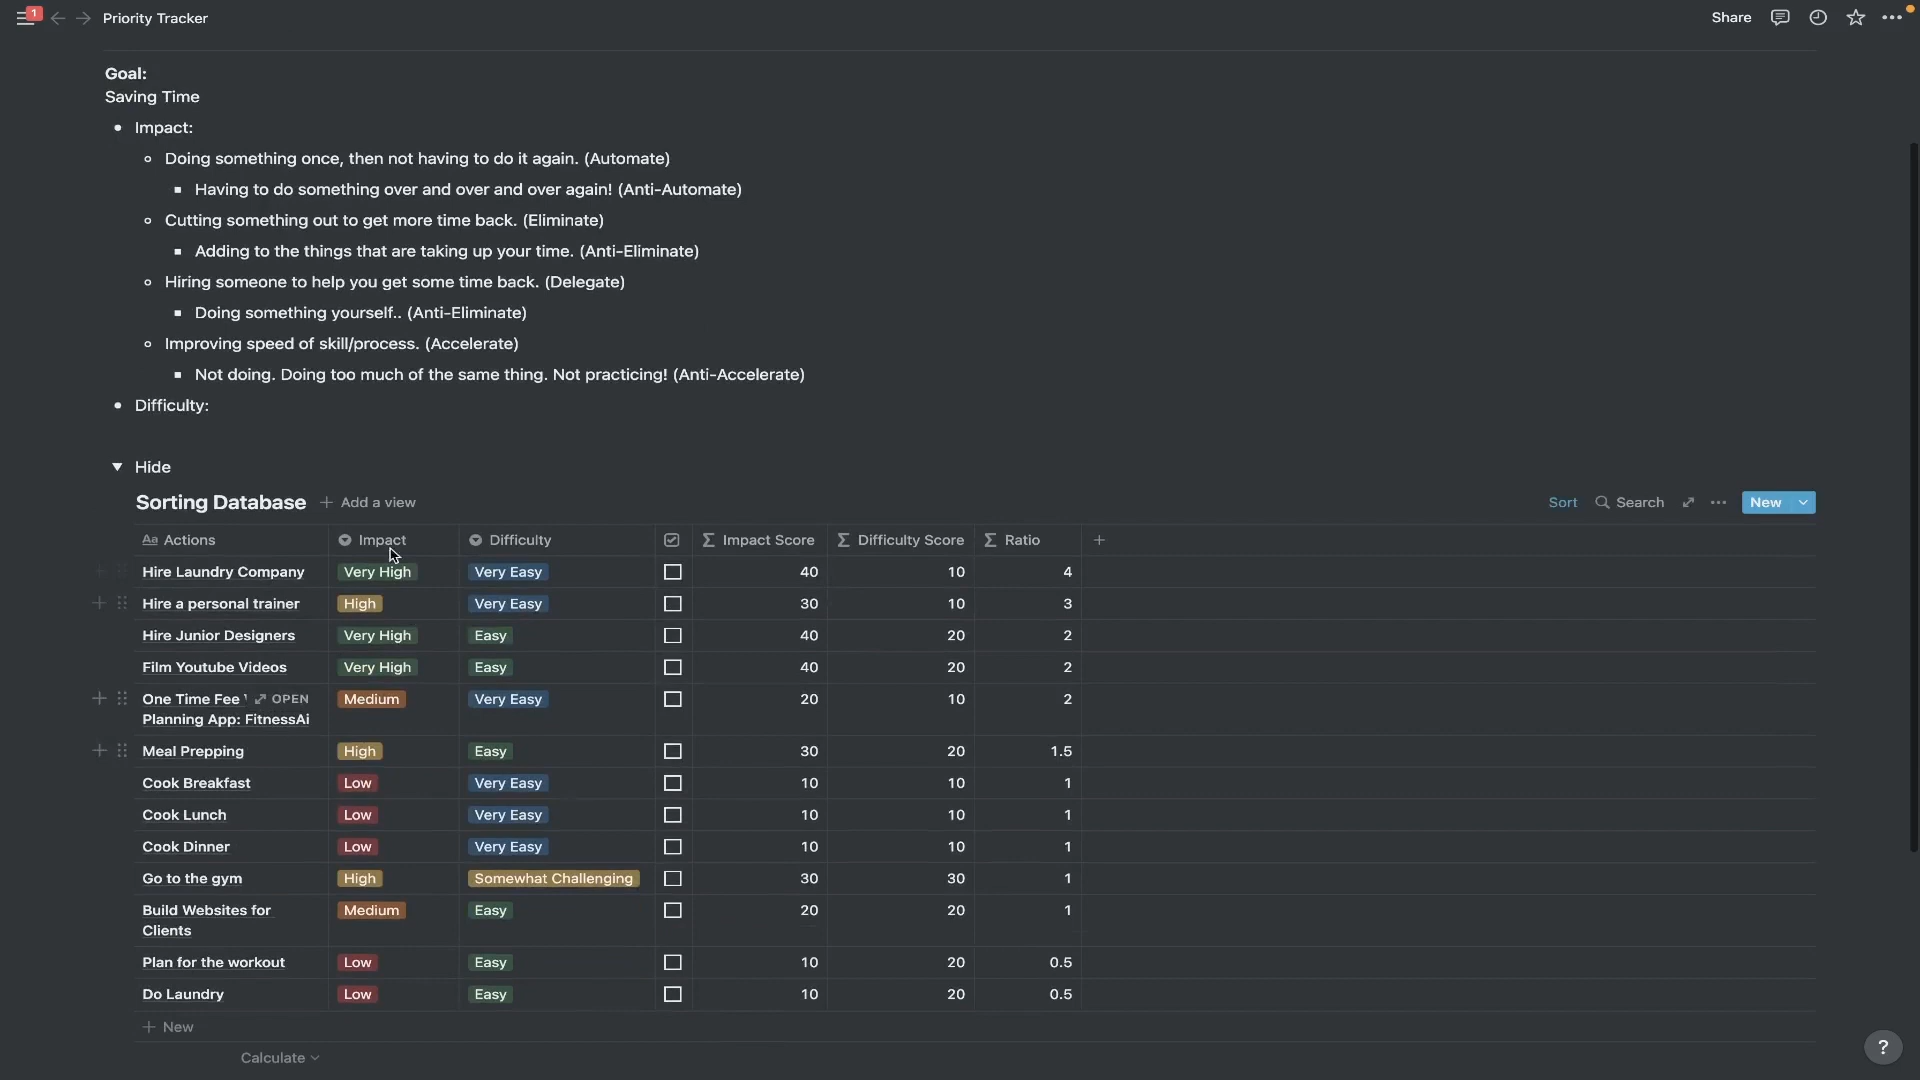 1
Priority Tracker
Share
Goal:
Saving Time
Impact:
Doing something once, then not having to do it again. (Automate)
Having to do something over and over and over again! (Anti-Automate)
Cutting something out to get more time back. (Eliminate)
Adding to the things that are taking up your time. (Anti-Eliminate)
Hiring someone to help you get some time back. (Delegate)
Doing something yourself.. (Anti-Eliminate)
Improving speed of skill/process. (Accelerate)
Not doing. Doing too much of the same thing. Not practicing! (Anti-Accelerate)
Difficulty:
Hide
Sorting Database + Add a view Sort Search New
Aa Actions Impact Difficulty Σ Impact Score Σ Difficulty Score Σ Ratio +
Hire Laundry Company Very High Very Easy 40 10 4
Hire a personal trainer High Very Easy 30 10 3
Hire Junior Designers Very High Easy 40 20 2
Film Youtube Videos Very High Easy 40 20 2
One Time Fee OPEN Medium Very Easy 20 10 2
Planning App: FitnessAi
Meal Prepping High Easy 30 20 1.5
Cook Breakfast Low Very Easy 10 10 1
Cook Lunch Low Very Easy 10 10 1
Cook Dinner Low Very Easy 10 10 1
Go to the gym High Somewhat Challenging 30 30 1
Build Websites for Medium Easy 20 20 1
Clients
Plan for the workout Low Easy 10 20 0.5
Do Laundry Low Easy 10 20 0.5
+ New
Calculate
?